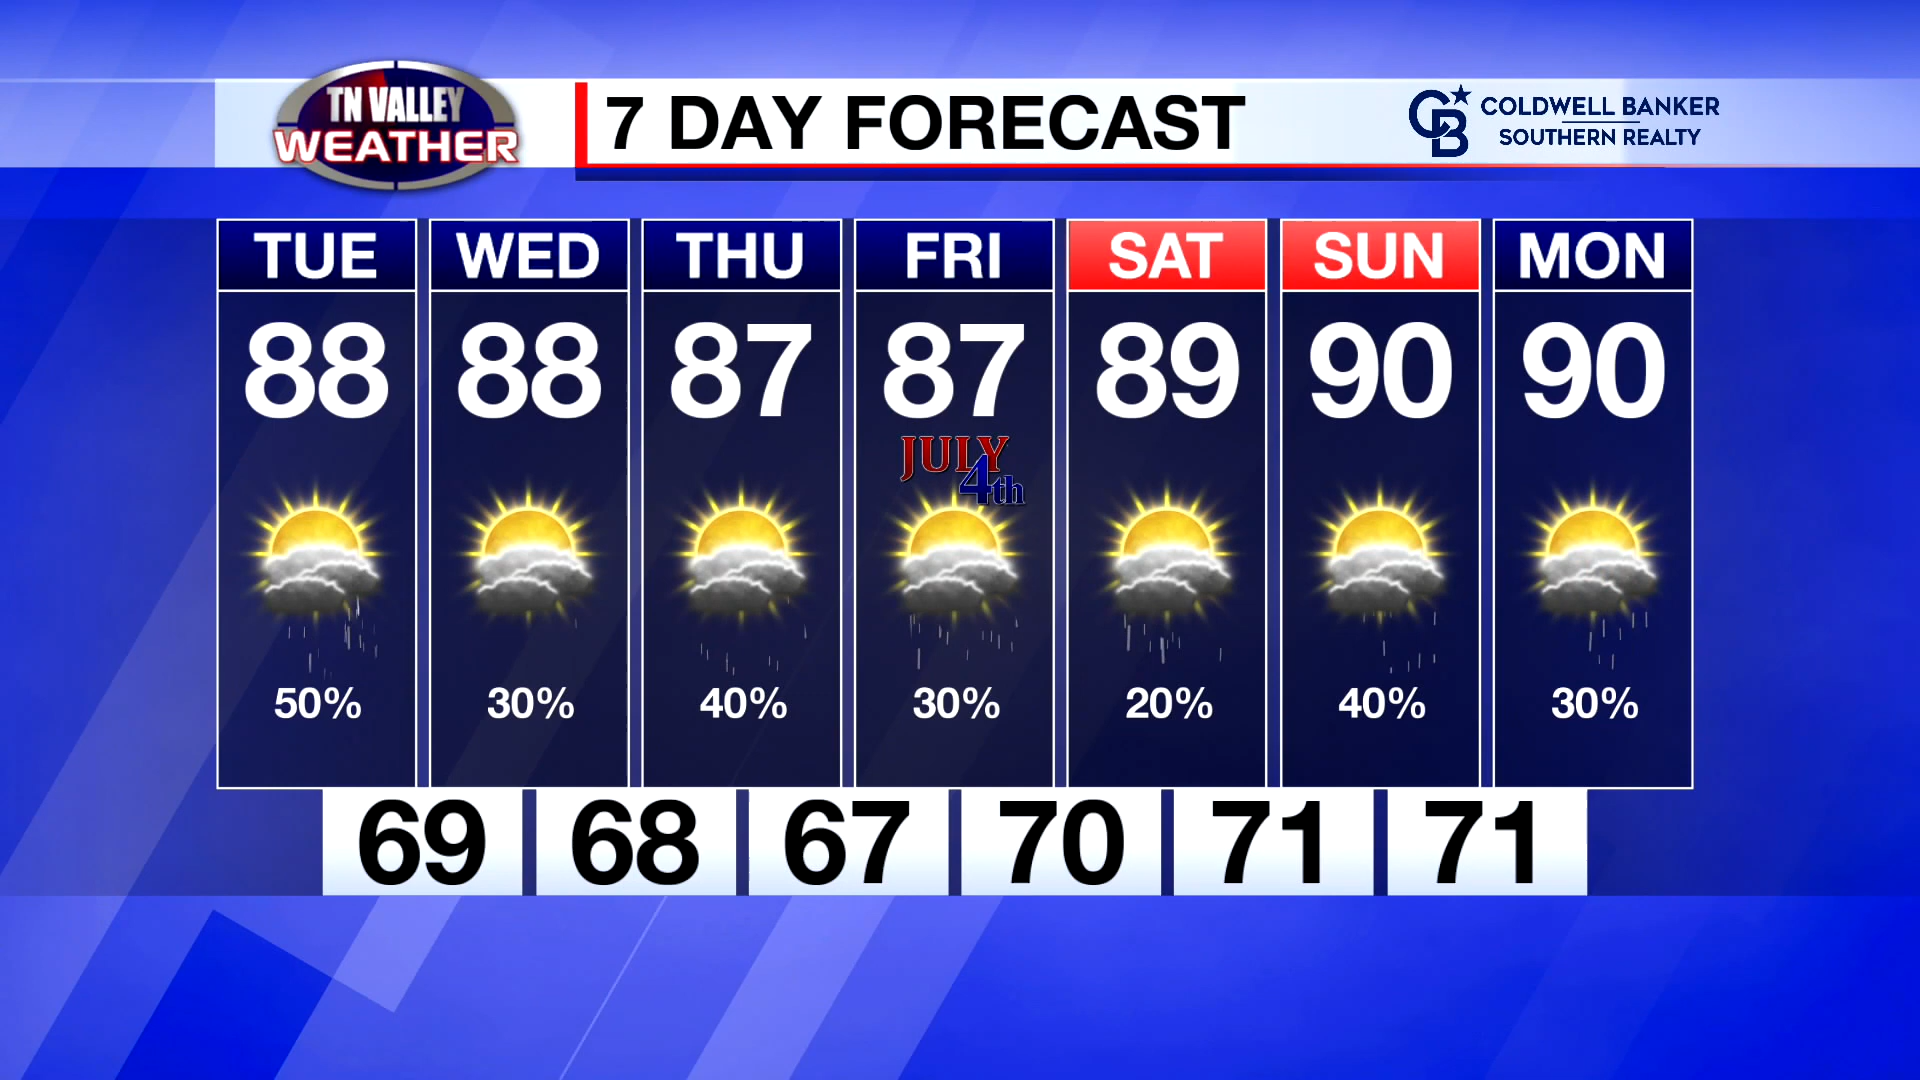 TN VALLEY
WEATHER
7 DAY FORECAST
COLDWELL BANKER
SOUTHERN REALTY
CB
TUE WED THU FRI SAT SUN MON
88 88 87 87 89 90 90
JULY
4th
50% 30% 40% 30% 20% 40% 30%
69 68 67 70 71 71